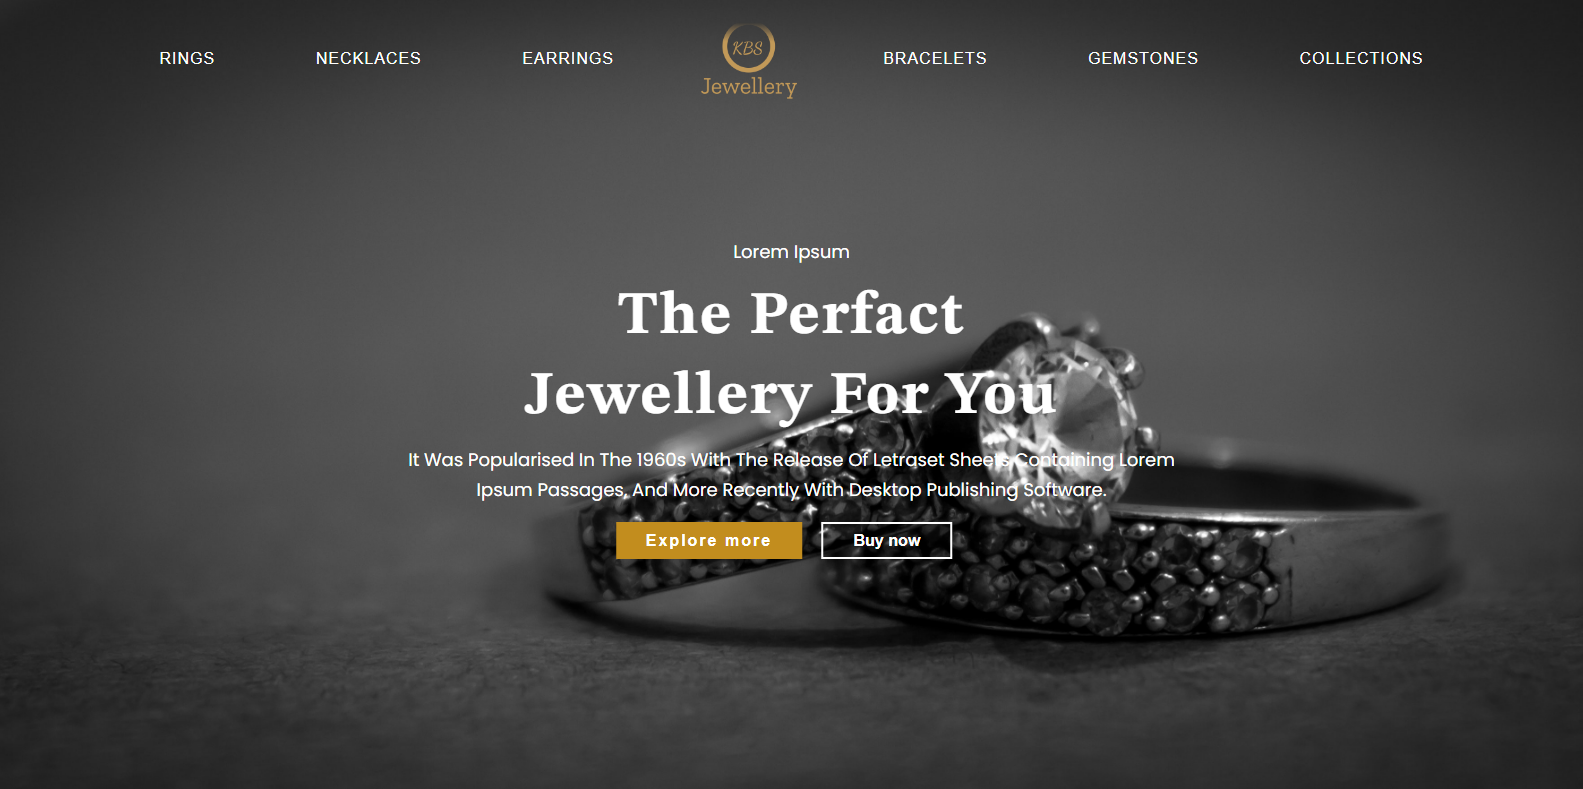 RINGS NECKLACES EARRINGS KBS BRACELETS GEMSTONES COLLECTIONS
Jewellery
Lorem Ipsum
The Perfact
Jewellery For You
It Was Popularised In The 1960s With The Release Of Letraset Sheets Containing Lorem
Ipsum Passages, And More Recently With Desktop Publishing Software.
Explore more Buy now